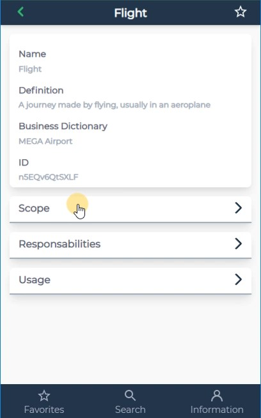 Flight
Name
Flight
Definition
A journey made by flying, usually in an aeroplane
Business Dictionary
MEGA Airport
ID
n5EQv6QtSXLF
Scope
Responsabilities
Usage
Favorites
Search
Information